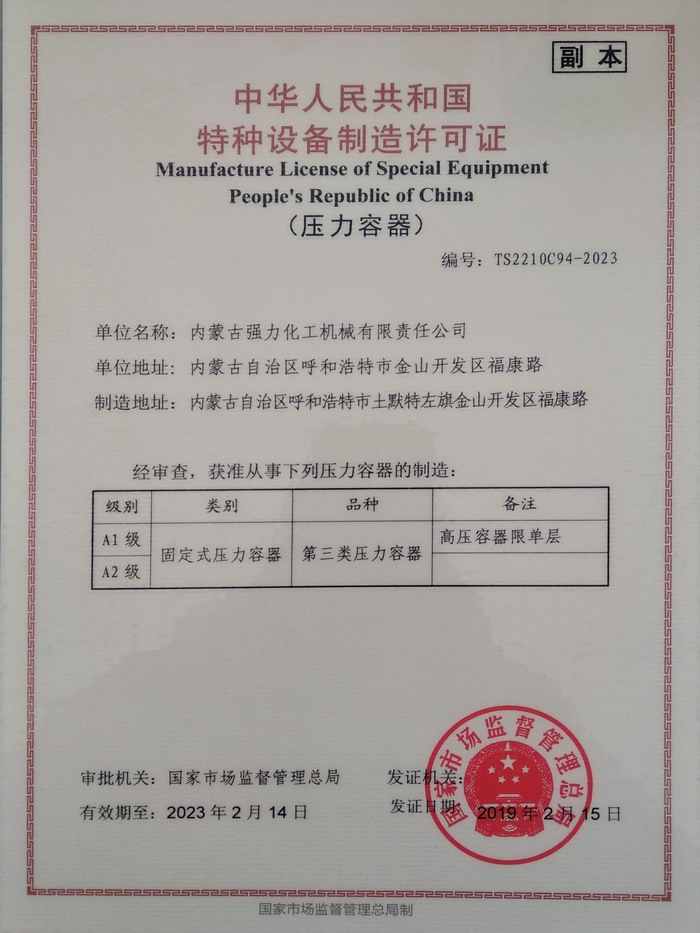 副 本
中华人民共和国
特种设备制造许可证
Manufacture License of Special Equipment
People's Republic of China
（压力容器）
编号：TS2210C94-2023
单位名称：内蒙古强力化工机械有限责任公司
单位地址：内蒙古自治区呼和浩特市金山开发区福康路
制造地址：内蒙古自治区呼和浩特市土默特左旗金山开发区福康路
经审查，获准从事下列压力容器的制造：
级别 类别 品种 备注
A1 级 固定式压力容器 第三类压力容器 高压容器限单层
A2 级
国家市场监督管理总局
审批机关：国家市场监督管理总局 发证机关：
有效期至：2023 年 2 月 14 日 发证日期：2019 年 2 月 15 日
国家市场监督管理总局制